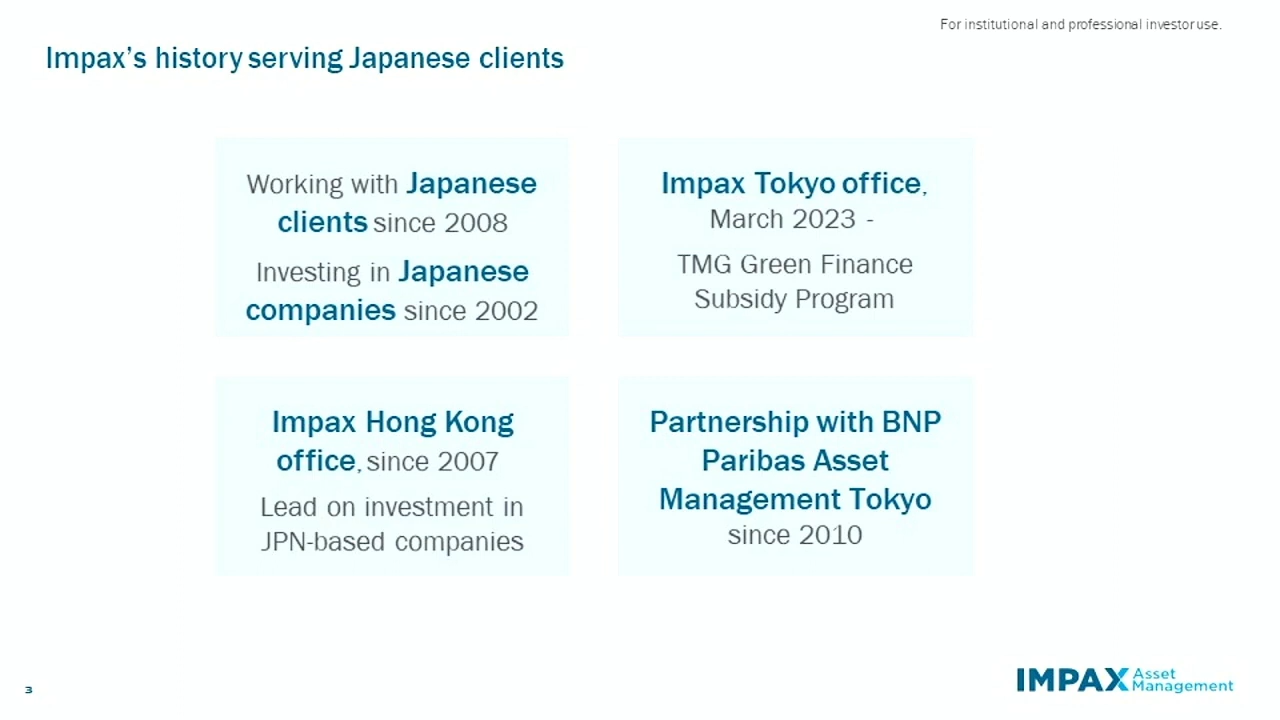 For institutional and professional investor use.
Impax's history serving Japanese clients
Working with Japanese
clients since 2008
Investing in Japanese
companies since 2002
Impax Tokyo office,
March 2023 -
TMG Green Finance
Subsidy Program
Impax Hong Kong
office, since 2007
Lead on investment in
JPN-based companies
Partnership with BNP
Paribas Asset
Management Tokyo
since 2010
3
IMPAX Asset
Management